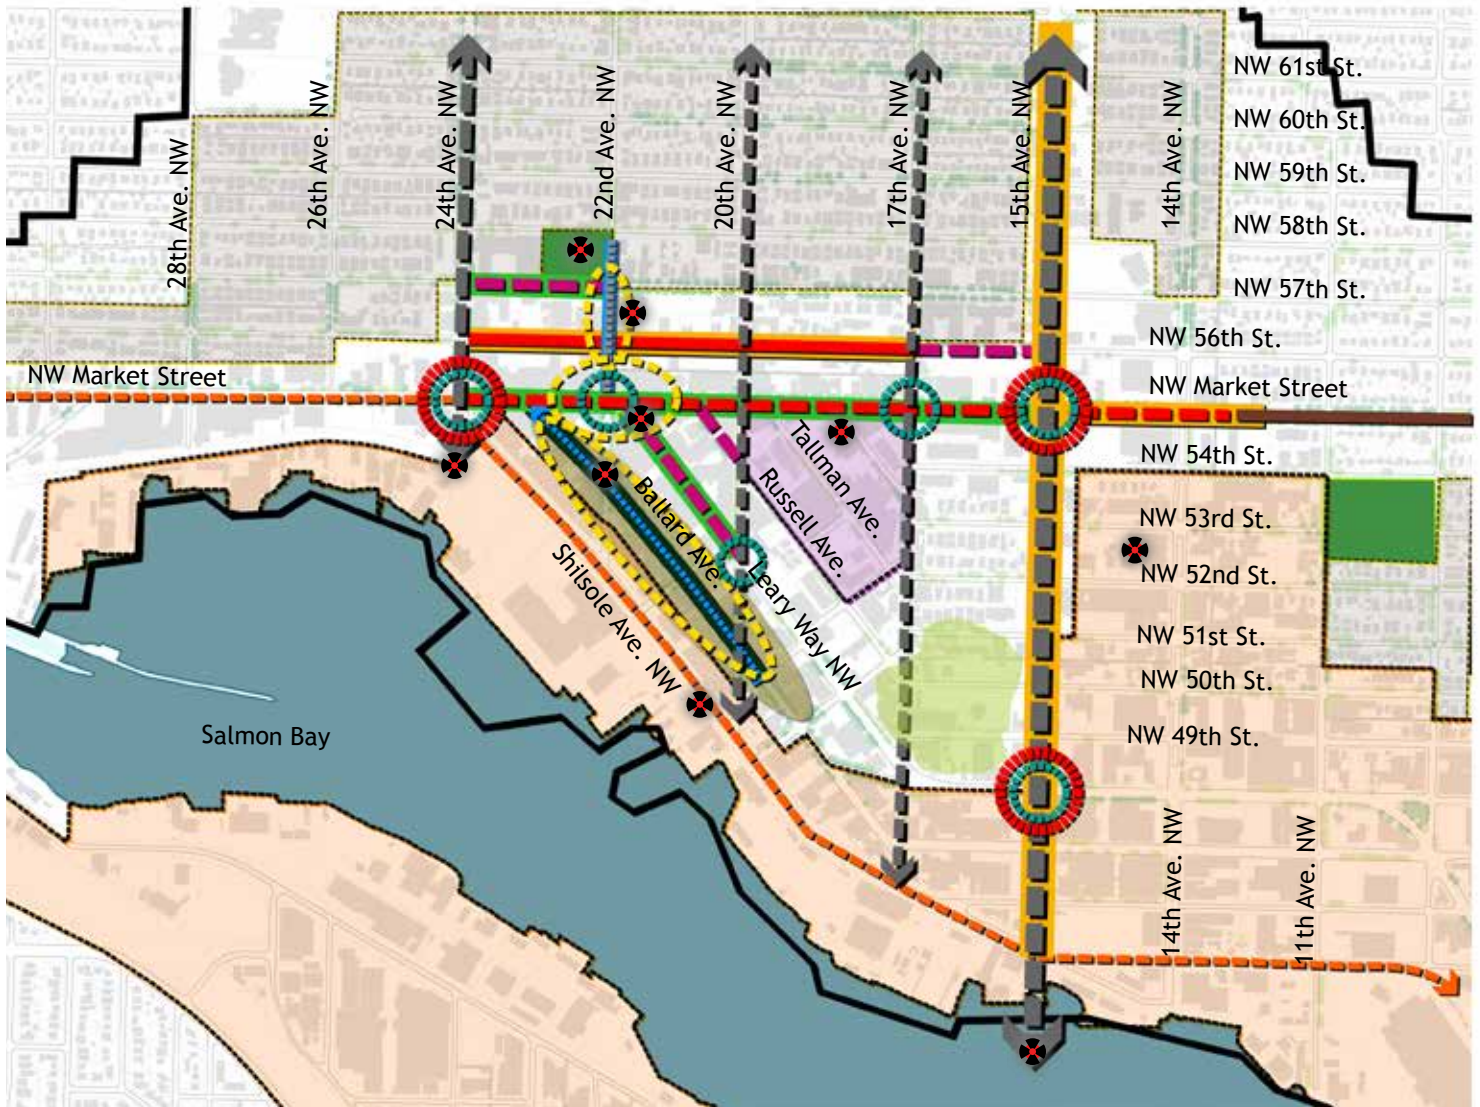 28th Ave. NW
26th Ave. NW
24th Ave. NW
22nd Ave. NW
20th Ave. NW
17th Ave. NW
15th Ave. NW
14th Ave. NW
NW 61st St.
NW 60th St.
NW 59th St.
NW 58th St.
NW 57th St.
NW 56th St.
NW Market Street
NW Market Street
NW 54th St.
NW 53rd St.
NW 52nd St.
NW 51st St.
NW 50th St.
NW 49th St.
Tallman Ave.
Russell Ave.
Ballard Ave.
Leary Way NW
Shilsole Ave. NW
Salmon Bay
14th Ave. NW
11th Ave. NW